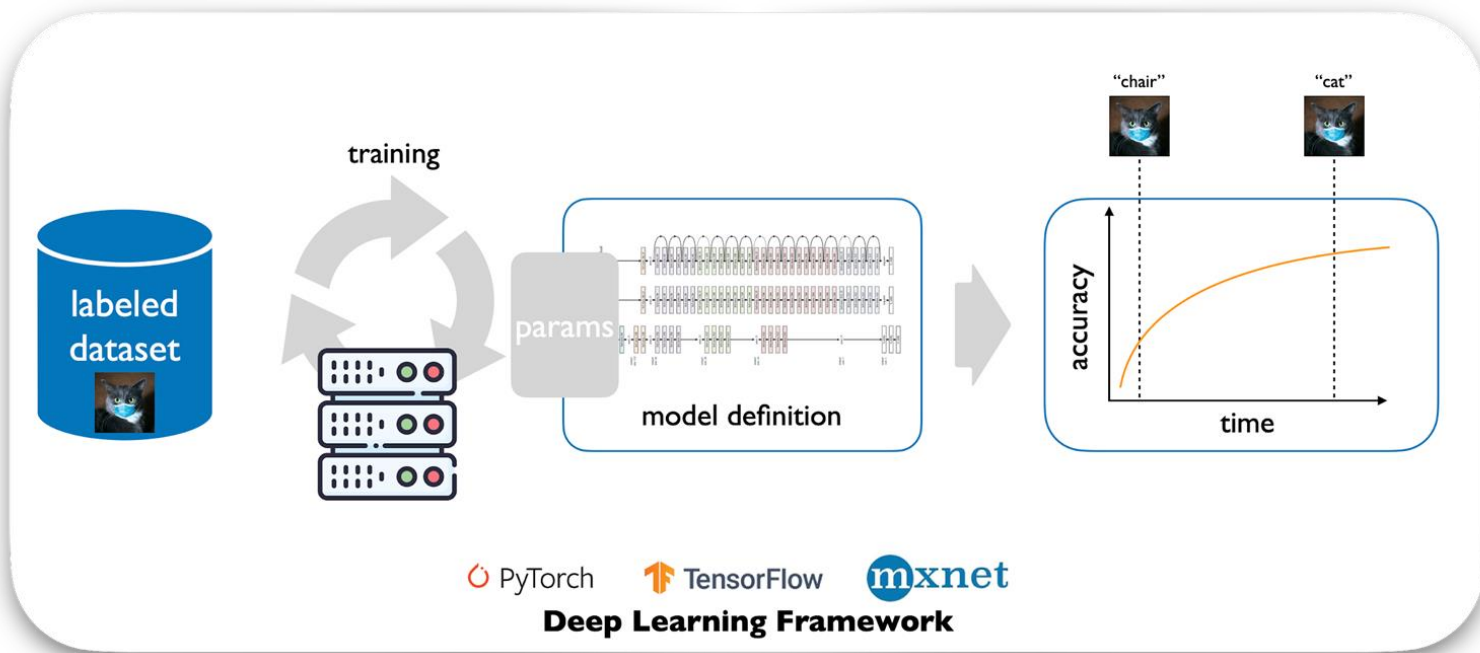 training
labeled
dataset
params
model definition
“chair”
“cat”
accuracy
time
PyTorch
TensorFlow
mxnet
Deep Learning Framework